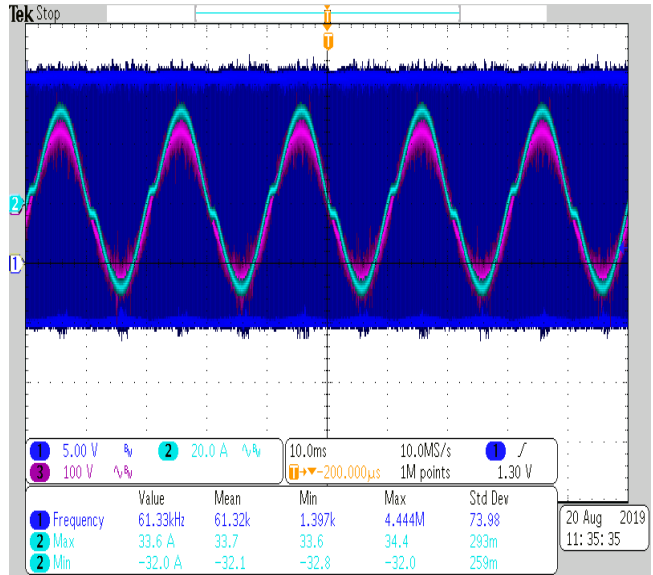 Tek Stop
T
T
2
1
1 5.00 V BW 2 20.0 A ∿BW
3 100 V ∿BW
10.0ms 10.0MS/s 1 ƒ
T→▼-200.000µs 1M points 1.30 V
Value Mean Min Max Std Dev
1 Frequency 61.33kHz 61.32k 1.397k 4.444M 73.98
2 Max 33.6 A 33.7 33.6 34.4 293m
2 Min -32.0 A -32.1 -32.8 -32.0 259m
20 Aug 2019
11:35:35